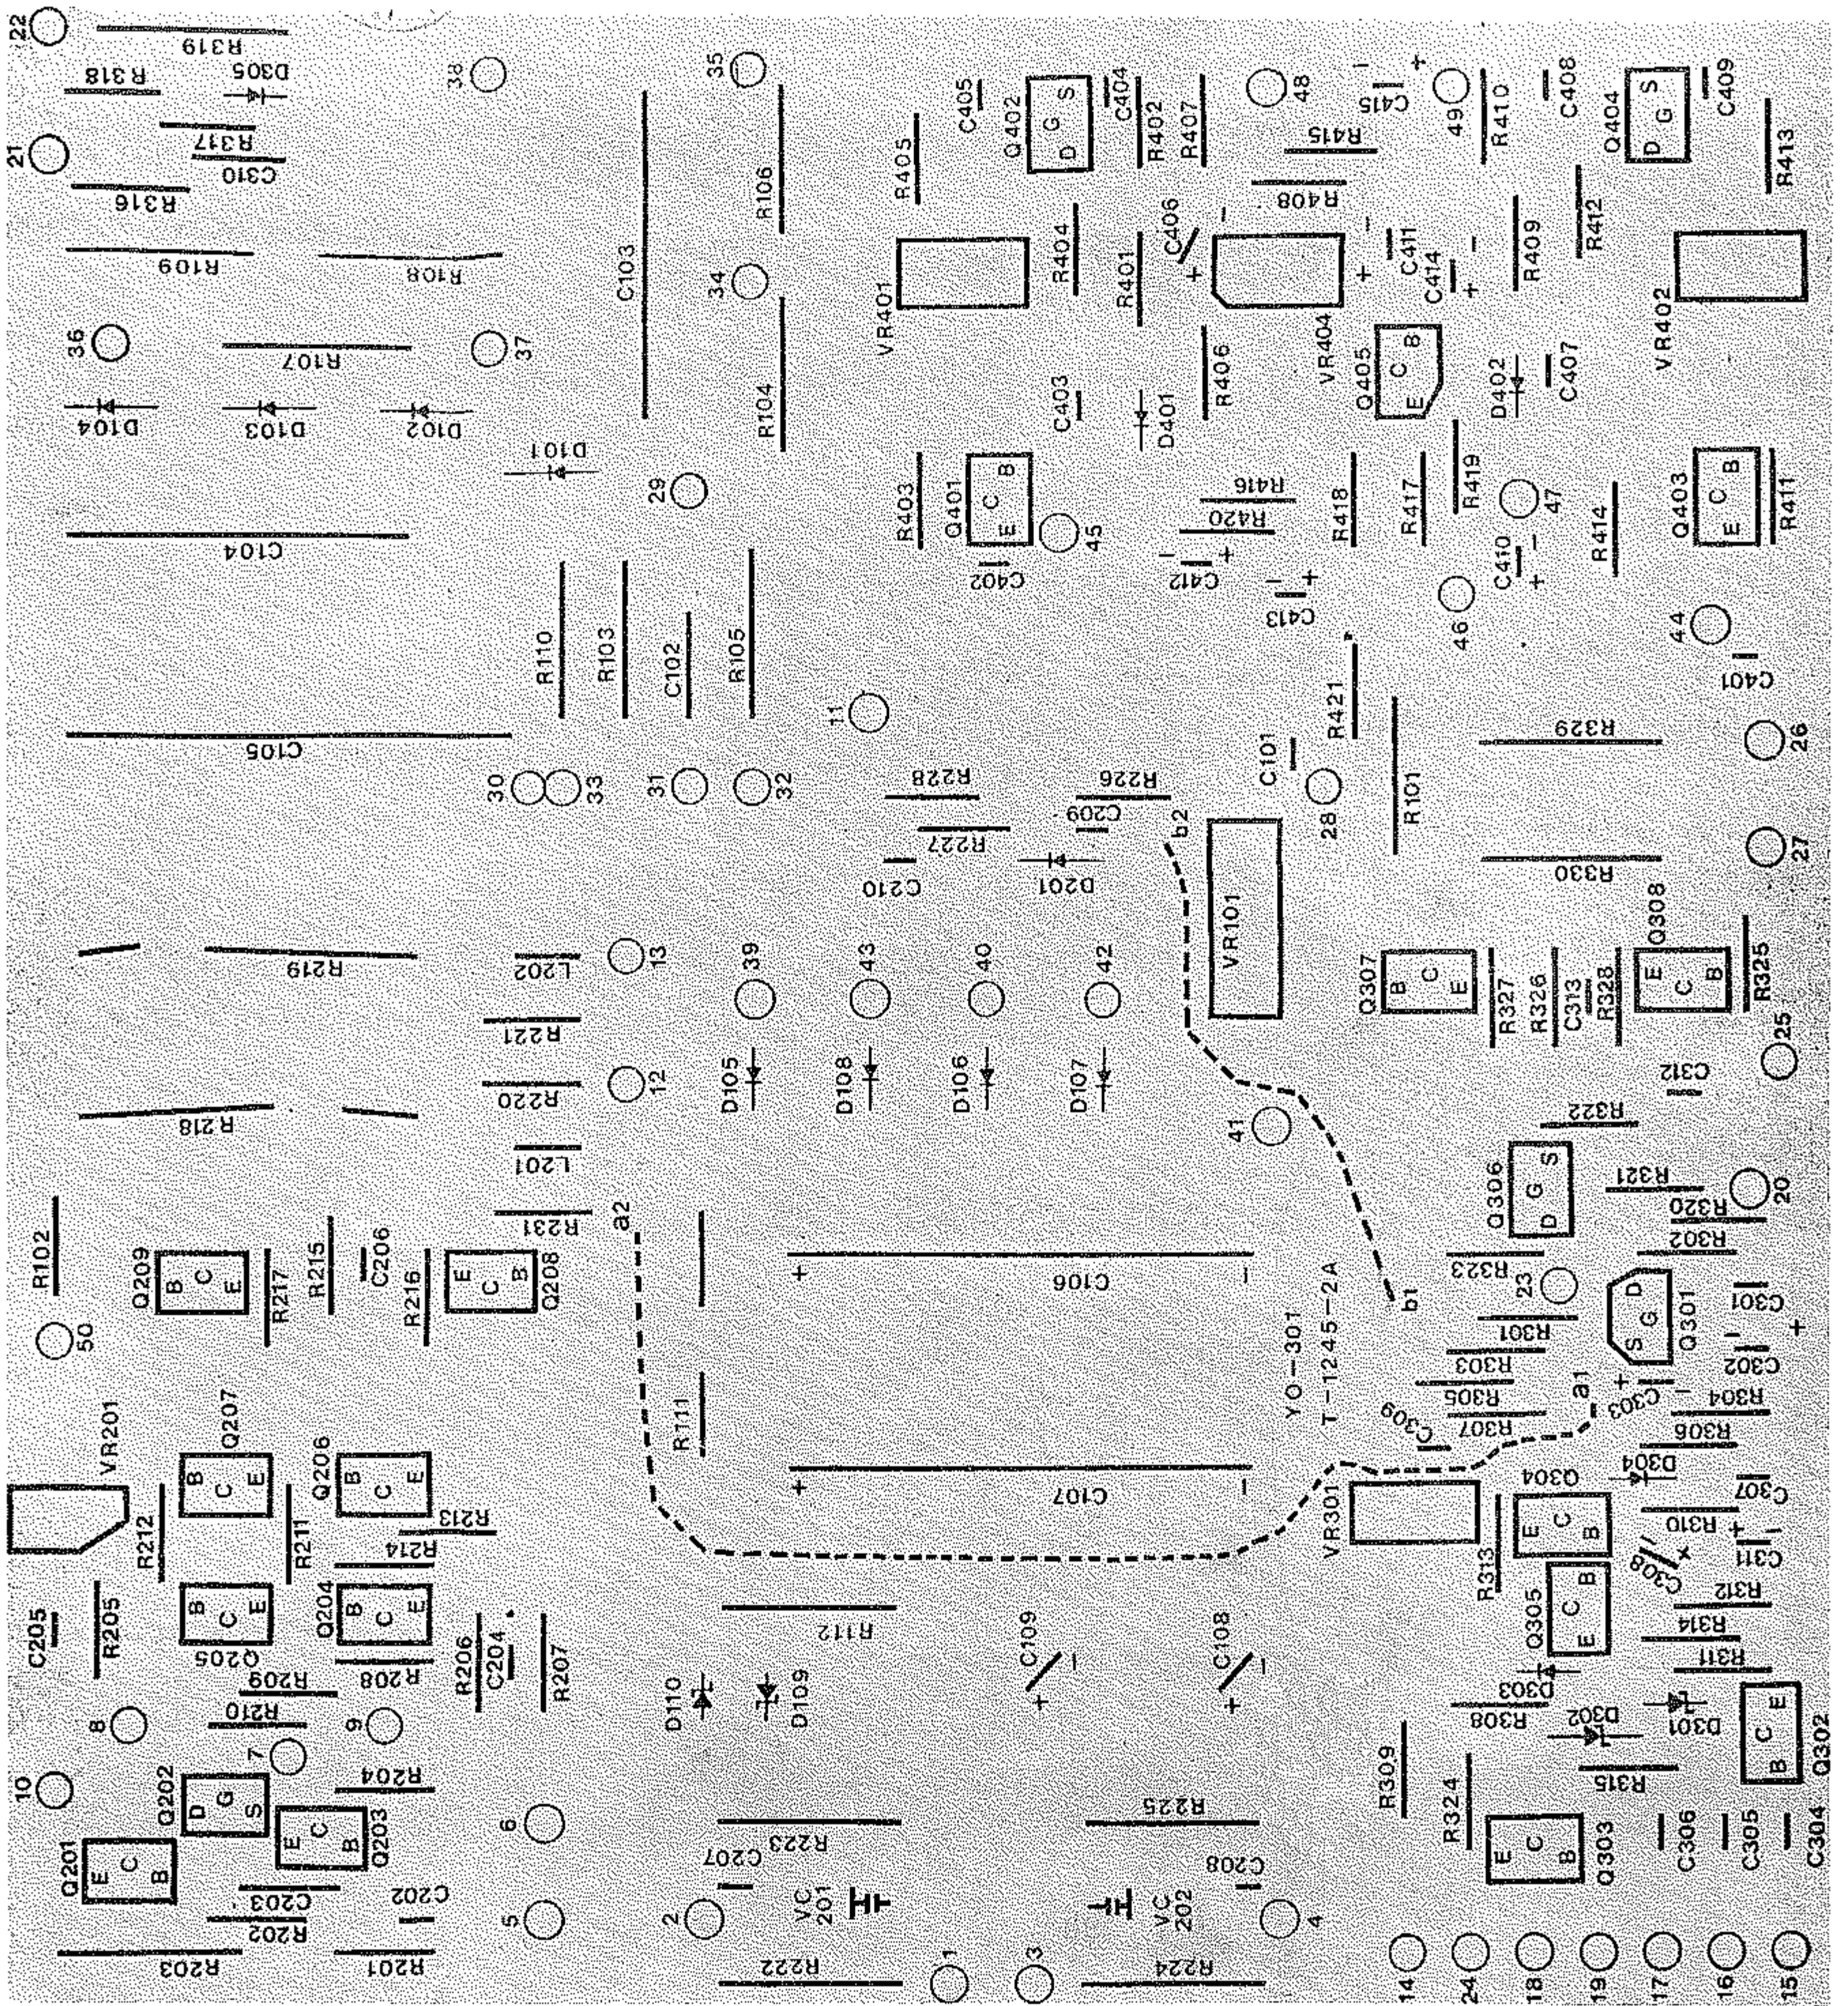 22
R319
R318
D305
38
35
21
R317
C310
R316
R106
R405
C405
Q402
D G S
C404
R402
R407
48
R415
− C415 +
49
R410
C408
Q404
D G S
C409
R413
R109
R108
C103
34
VR401
R404
R401
C406
+ −
R408
+ −
C411
C414
+ −
R409
R412
VR402
36
R107
37
R104
C403
D401
R406
VR404
Q405
E C B
D402
C407
D104
D103
D102
D101
29
R403
Q401
E C B
45
R416
R420
R418
R417
R419
47
R414
Q403
E C B
R411
C104
C402
− C412 +
− C413 +
C410
+ −
R110
R103
C102
R105
46
44
C401
11
R421
C105
C101
R329
26
30
33
31
32
R228
R226
28
R101
C209
b2
R227
C210
D201
VR101
R330
27
R219
L202
13
39
43
40
42
Q307
B C E
R327
R326
C313
R328
Q308
E C B
R325
R221
25
R220
12
D105
D108
D106
D107
C312
R218
41
R322
L201
Q306
D G S
R321
20
R102
R231
a2
R320
Q209
B C E
R217
R215
C206
R216
E C B
Q208
+ C106 −
R302
R323
23
b1
S G D
Q301
C301
50
R301
YO-301
T-1245-2A
R303
− C302 +
VR201
Q207
B C E
Q206
B C E
R111
R305
a1
+ C303 −
R304
C309
R307
R306
+ C107 −
Q304
E C B
D304
C307
R212
R211
R213
VR301
R310
R214
R313
C308
+
+ C311 −
C205
R205
B C E
Q205
Q204
B C E
R112
C109
+ −
C108
+ −
Q305
E C B
R312
R314
R209
R208
R206
C204
R207
D110
D109
R311
D303
8
R210
9
R308
D302
D301
B C E
Q302
7
R309
10
Q202
D G S
R204
R315
R324
6
R223
R225
Q201
E C B
E C B
Q203
E C B
Q303
C306
C305
C304
C207
C208
C203
C202
R202
5
2
VC
201
VC
202
4
R203
R201
R222
1
3
R224
14
24
18
19
17
16
15